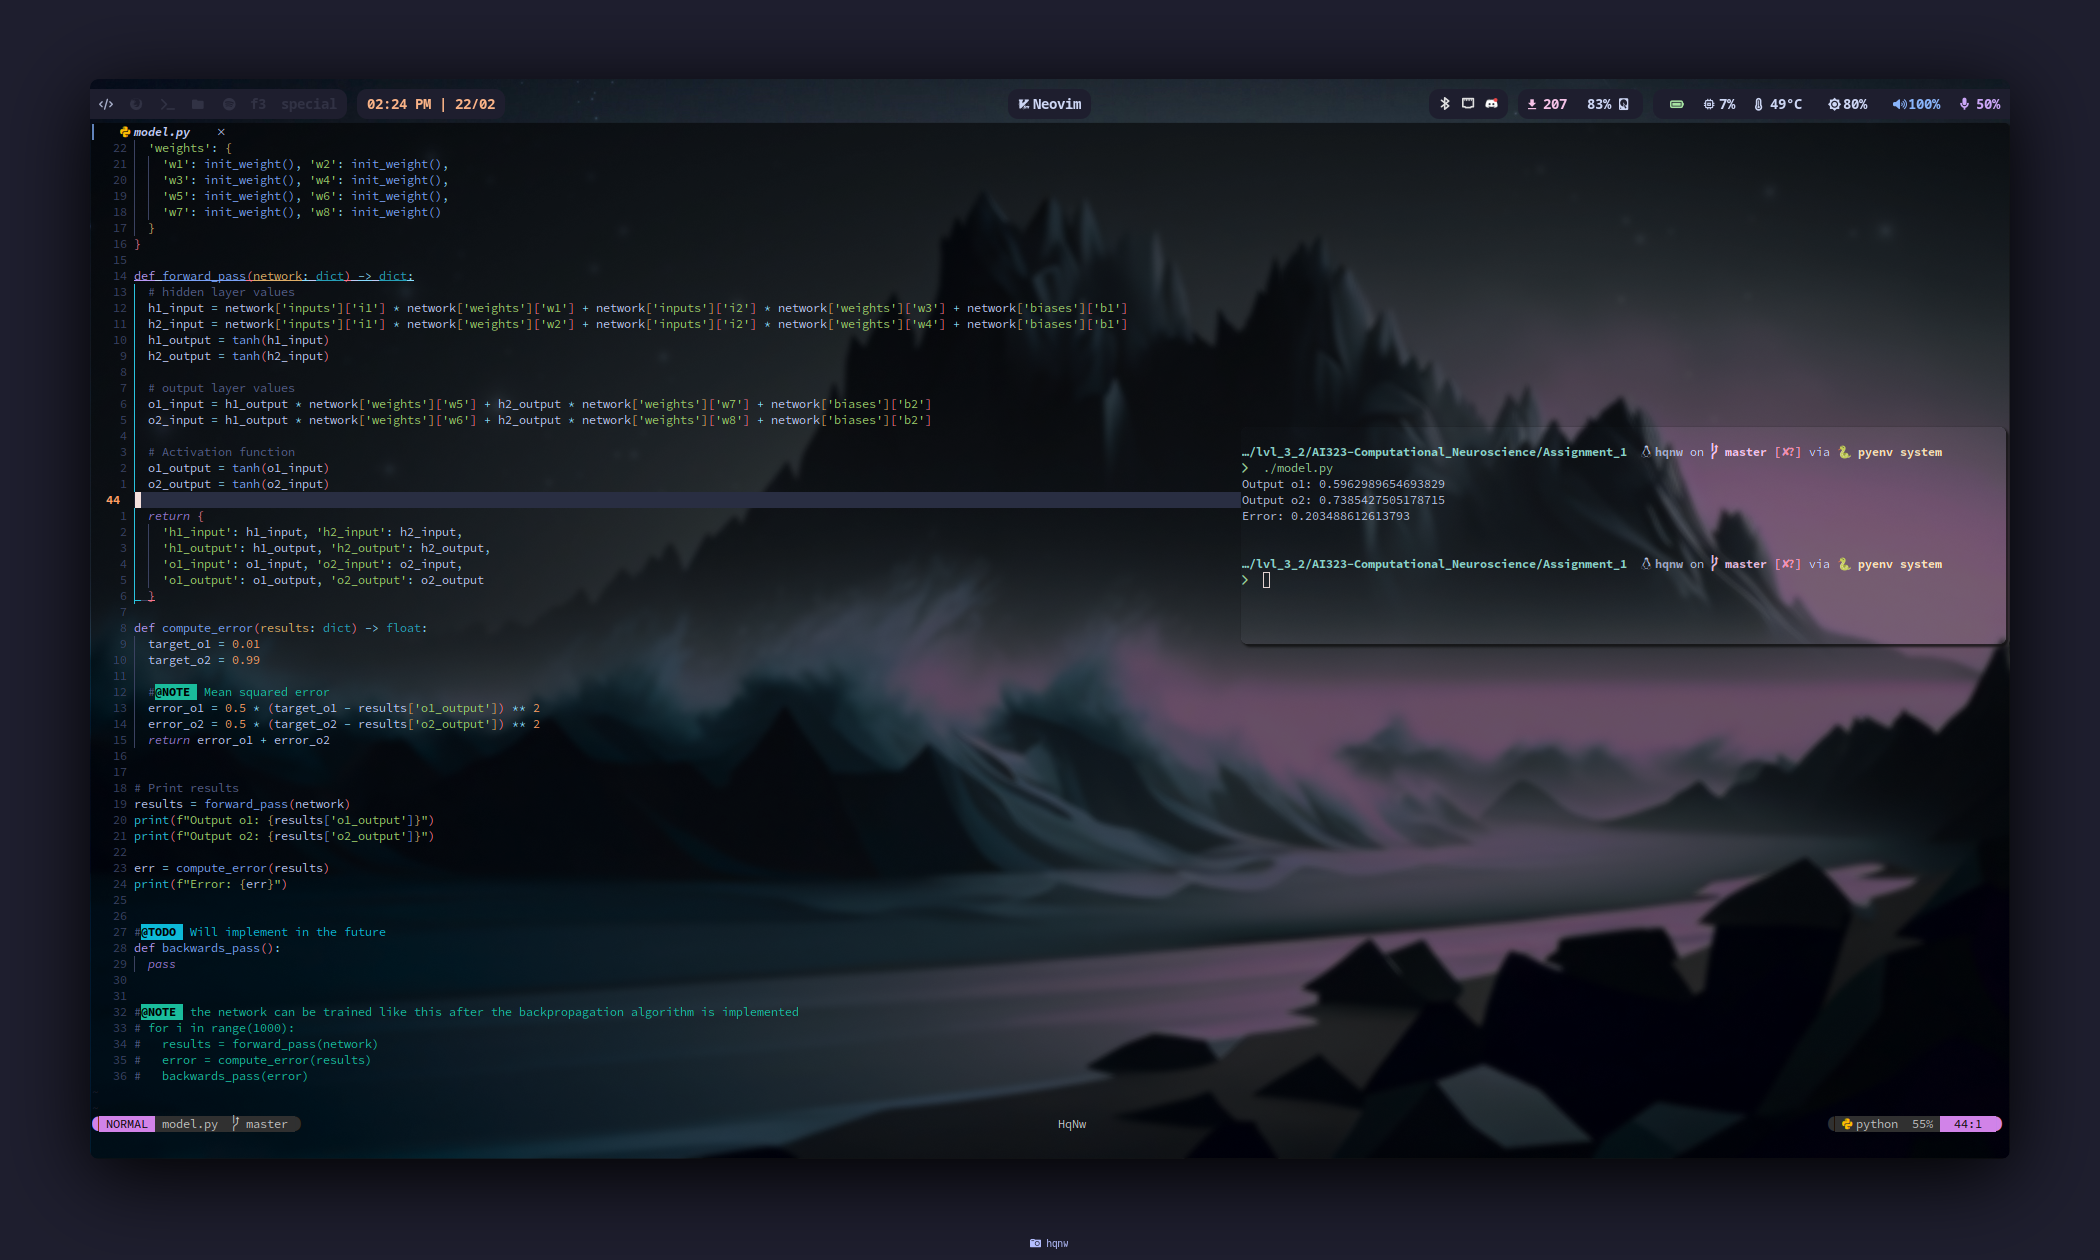 f3 special 02:24 PM | 22/02 Neovim 207 83% 7% 49°C 80% 100% 50%
model.py ×
22 'weights': {
21 'w1': init_weight(), 'w2': init_weight(),
20 'w3': init_weight(), 'w4': init_weight(),
19 'w5': init_weight(), 'w6': init_weight(),
18 'w7': init_weight(), 'w8': init_weight()
17 }
16 }
15
14 def forward_pass(network: dict) -> dict:
13 # hidden layer values
12 h1_input = network['inputs']['i1'] * network['weights']['w1'] + network['inputs']['i2'] * network['weights']['w3'] + network['biases']['b1']
11 h2_input = network['inputs']['i1'] * network['weights']['w2'] + network['inputs']['i2'] * network['weights']['w4'] + network['biases']['b1']
10 h1_output = tanh(h1_input)
9 h2_output = tanh(h2_input)
8
7 # output layer values
6 o1_input = h1_output * network['weights']['w5'] + h2_output * network['weights']['w7'] + network['biases']['b2']
5 o2_input = h1_output * network['weights']['w6'] + h2_output * network['weights']['w8'] + network['biases']['b2']
4
3 # Activation function
2 o1_output = tanh(o1_input)
1 o2_output = tanh(o2_input)
44
1 return {
2 'h1_input': h1_input, 'h2_input': h2_input,
3 'h1_output': h1_output, 'h2_output': h2_output,
4 'o1_input': o1_input, 'o2_input': o2_input,
5 'o1_output': o1_output, 'o2_output': o2_output
6 }
7
8 def compute_error(results: dict) -> float:
9 target_o1 = 0.01
10 target_o2 = 0.99
11
12 #@NOTE Mean squared error
13 error_o1 = 0.5 * (target_o1 - results['o1_output']) ** 2
14 error_o2 = 0.5 * (target_o2 - results['o2_output']) ** 2
15 return error_o1 + error_o2
16
17
18 # Print results
19 results = forward_pass(network)
20 print(f"Output o1: {results['o1_output']}")
21 print(f"Output o2: {results['o2_output']}")
22
23 err = compute_error(results)
24 print(f"Error: {err}")
25
26
27 #@TODO Will implement in the future
28 def backwards_pass():
29 pass
30
31
32 #@NOTE the network can be trained like this after the backpropagation algorithm is implemented
33 # for i in range(1000):
34 # results = forward_pass(network)
35 # error = compute_error(results)
36 # backwards_pass(error)
…/lvl_3_2/AI323-Computational_Neuroscience/Assignment_1 hqnw on master [✘?] via 🐍 pyenv system
❯ ./model.py
Output o1: 0.5962989654693829
Output o2: 0.7385427505178715
Error: 0.203488612613793
…/lvl_3_2/AI323-Computational_Neuroscience/Assignment_1 hqnw on master [✘?] via 🐍 pyenv system
❯
NORMAL model.py master HqNw python 55% 44:1
hqnw